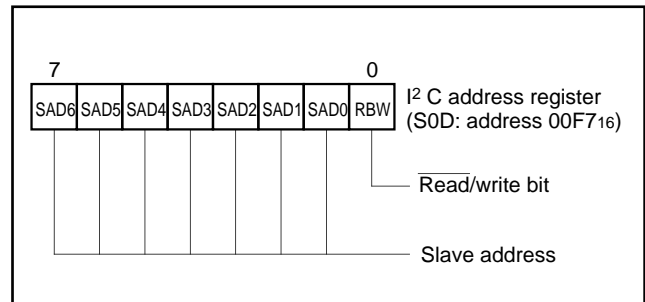 7 0
SAD6 SAD5 SAD4 SAD3 SAD2 SAD1 SAD0 RBW
I² C address register
(S0D: address 00F7₁₆)
R̅e̅a̅d̅/write bit
Slave address